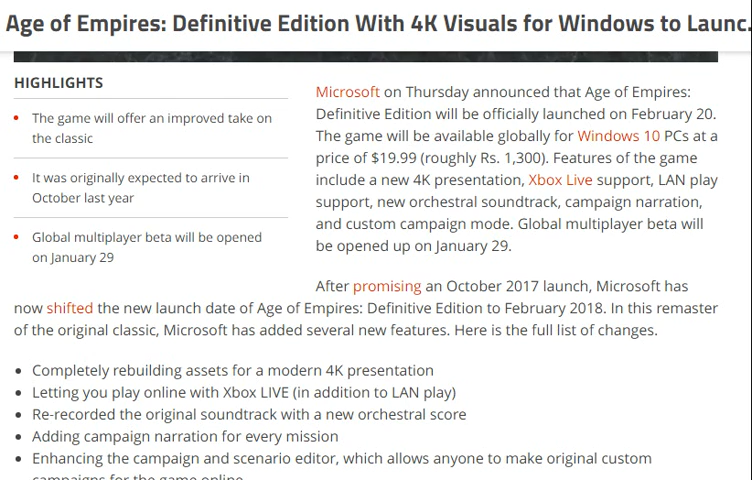 Age of Empires: Definitive Edition With 4K Visuals for Windows to Launc.
HIGHLIGHTS
The game will offer an improved take on
the classic
It was originally expected to arrive in
October last year
Global multiplayer beta will be opened
on January 29
Microsoft on Thursday announced that Age of Empires:
Definitive Edition will be officially launched on February 20.
The game will be available globally for Windows 10 PCs at a
price of $19.99 (roughly Rs. 1,300). Features of the game
include a new 4K presentation, Xbox Live support, LAN play
support, new orchestral soundtrack, campaign narration,
and custom campaign mode. Global multiplayer beta will
be opened up on January 29.
After promising an October 2017 launch, Microsoft has
now shifted the new launch date of Age of Empires: Definitive Edition to February 2018. In this remaster
of the original classic, Microsoft has added several new features. Here is the full list of changes.
Completely rebuilding assets for a modern 4K presentation
Letting you play online with Xbox LIVE (in addition to LAN play)
Re-recorded the original soundtrack with a new orchestral score
Adding campaign narration for every mission
Enhancing the campaign and scenario editor, which allows anyone to make original custom
campaigns for the game online